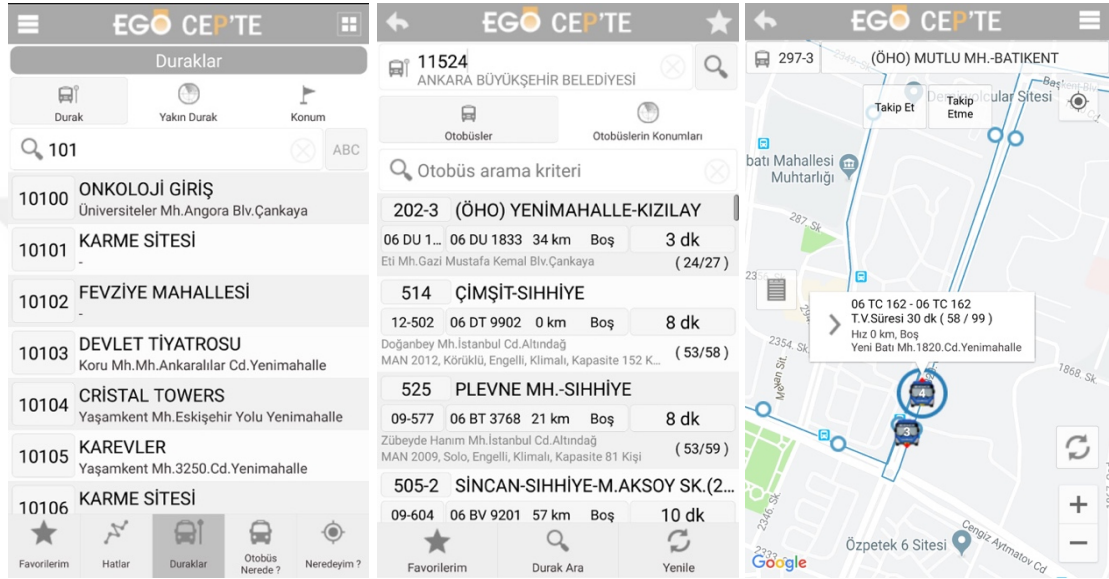 EGO CEP'TE
Duraklar
Durak
Yakın Durak
Konum
101
ABC
10100
ONKOLOJİ GİRİŞ
Üniversiteler Mh.Angora Blv.Çankaya
10101
KARME SİTESİ
-
10102
FEVZİYE MAHALLESİ
-
10103
DEVLET TİYATROSU
Koru Mh.Mh.Ankaralılar Cd.Yenimahalle
10104
CRİSTAL TOWERS
Yaşamkent Mh.Eskişehir Yolu Yenimahalle
10105
KAREVLER
Yaşamkent Mh.3250.Cd.Yenimahalle
10106
KARME SİTESİ
Favorilerim
Hatlar
Duraklar
Otobüs
Nerede ?
Neredeyim ?
EGO CEP'TE
11524
ANKARA BÜYÜKŞEHİR BELEDİYESİ
Otobüsler
Otobüslerin Konumları
Otobüs arama kriteri
202-3 (ÖHO) YENİMAHALLE-KIZILAY
06 DU 1... 06 DU 1833 34 km Boş 3 dk
Eti Mh.Gazi Mustafa Kemal Blv.Çankaya ( 24/27 )
514 ÇİMŞİT-SIHHİYE
12-502 06 DT 9902 0 km Boş 8 dk
Doğanbey Mh.İstanbul Cd.Altındağ
MAN 2012, Körüklü, Engelli, Klimalı, Kapasite 152 K... ( 53/58 )
525 PLEVNE MH.-SIHHİYE
09-577 06 BT 3768 21 km Boş 8 dk
Zübeyde Hanım Mh.İstanbul Cd.Altındağ
MAN 2009, Solo, Engelli, Klimalı, Kapasite 81 Kişi ( 53/59 )
505-2 SİNCAN-SIHHİYE-M.AKSOY SK.(2...
09-604 06 BV 9201 57 km Boş 10 dk
Favorilerim
Durak Ara
Yenile
EGO CEP'TE
297-3 (ÖHO) MUTLU MH.-BATIKENT
Takip Et
Takip
Etme
Sitesi
batı Mahallesi
Muhtarlığı
287. Sk.
06 TC 162 - 06 TC 162
T.V.Süresi 30 dk ( 58 / 99 )
Hız 0 km, Boş
Yeni Batı Mh.1820.Cd.Yenimahalle
2354. Sk.
1868. Sk.
4
3
2346. Sk.
Özpetek 6 Sitesi
Cengiz Aytmatov Cd
Google